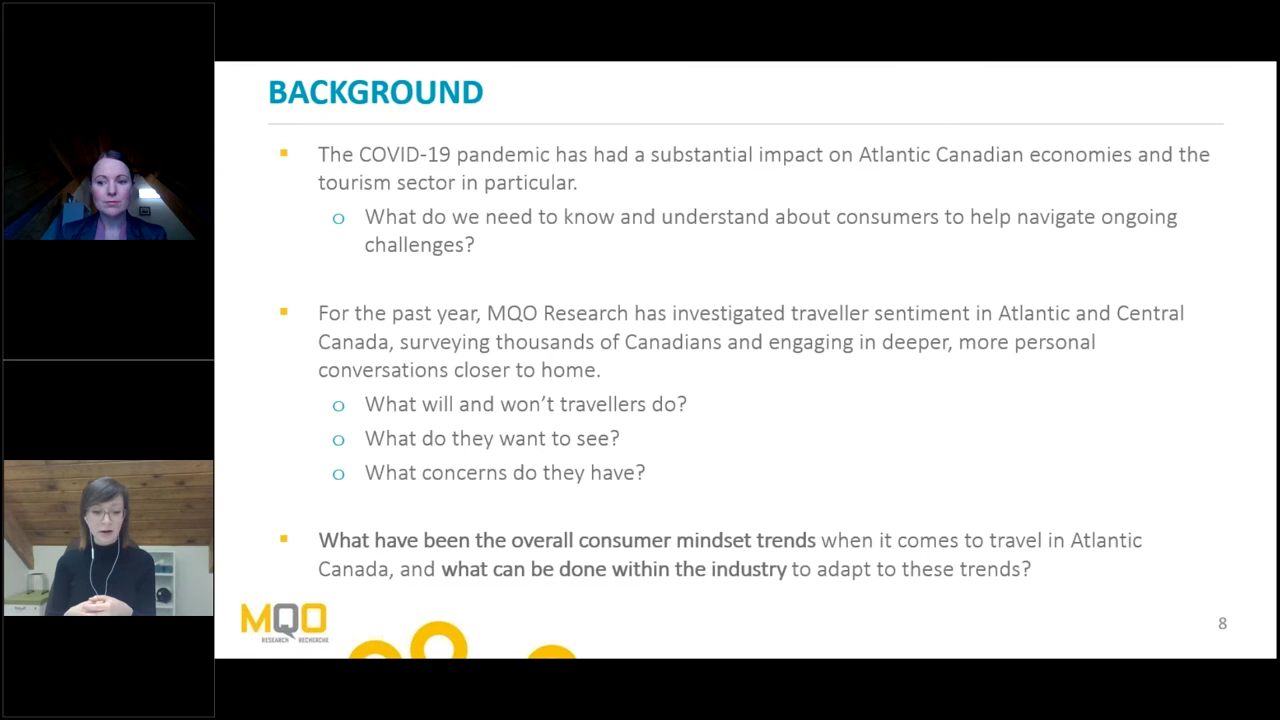 BACKGROUND
The COVID-19 pandemic has had a substantial impact on Atlantic Canadian economies and the
tourism sector in particular.
o What do we need to know and understand about consumers to help navigate ongoing
challenges?
For the past year, MQO Research has investigated traveller sentiment in Atlantic and Central
Canada, surveying thousands of Canadians and engaging in deeper, more personal
conversations closer to home.
o What will and won't travellers do?
o What do they want to see?
o What concerns do they have?
What have been the overall consumer mindset trends when it comes to travel in Atlantic
Canada, and what can be done within the industry to adapt to these trends?
MQO
RESEARCH RECHERCHE
8